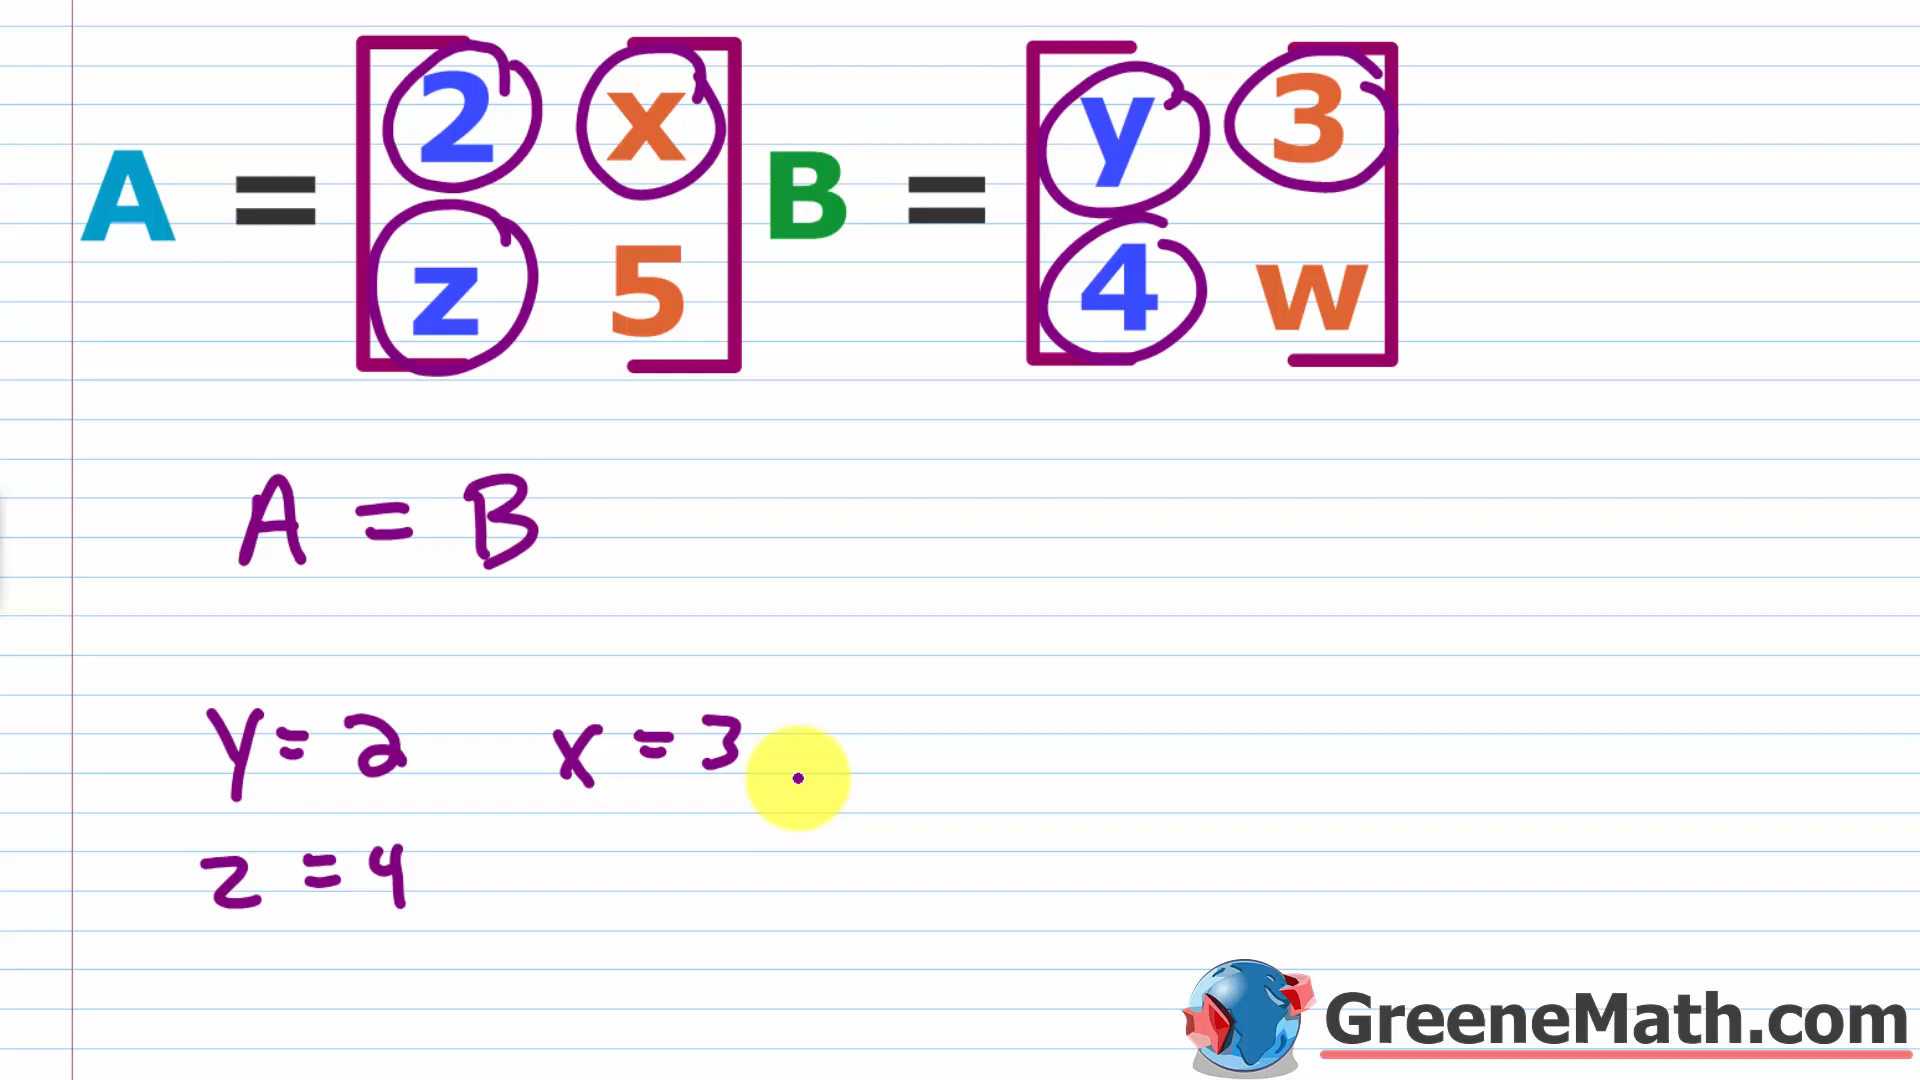 A = [ 2 x B = [ y 3
z 5 ] 4 w ]
A = B
y = 2 x = 3
z = 4
GreeneMath.com